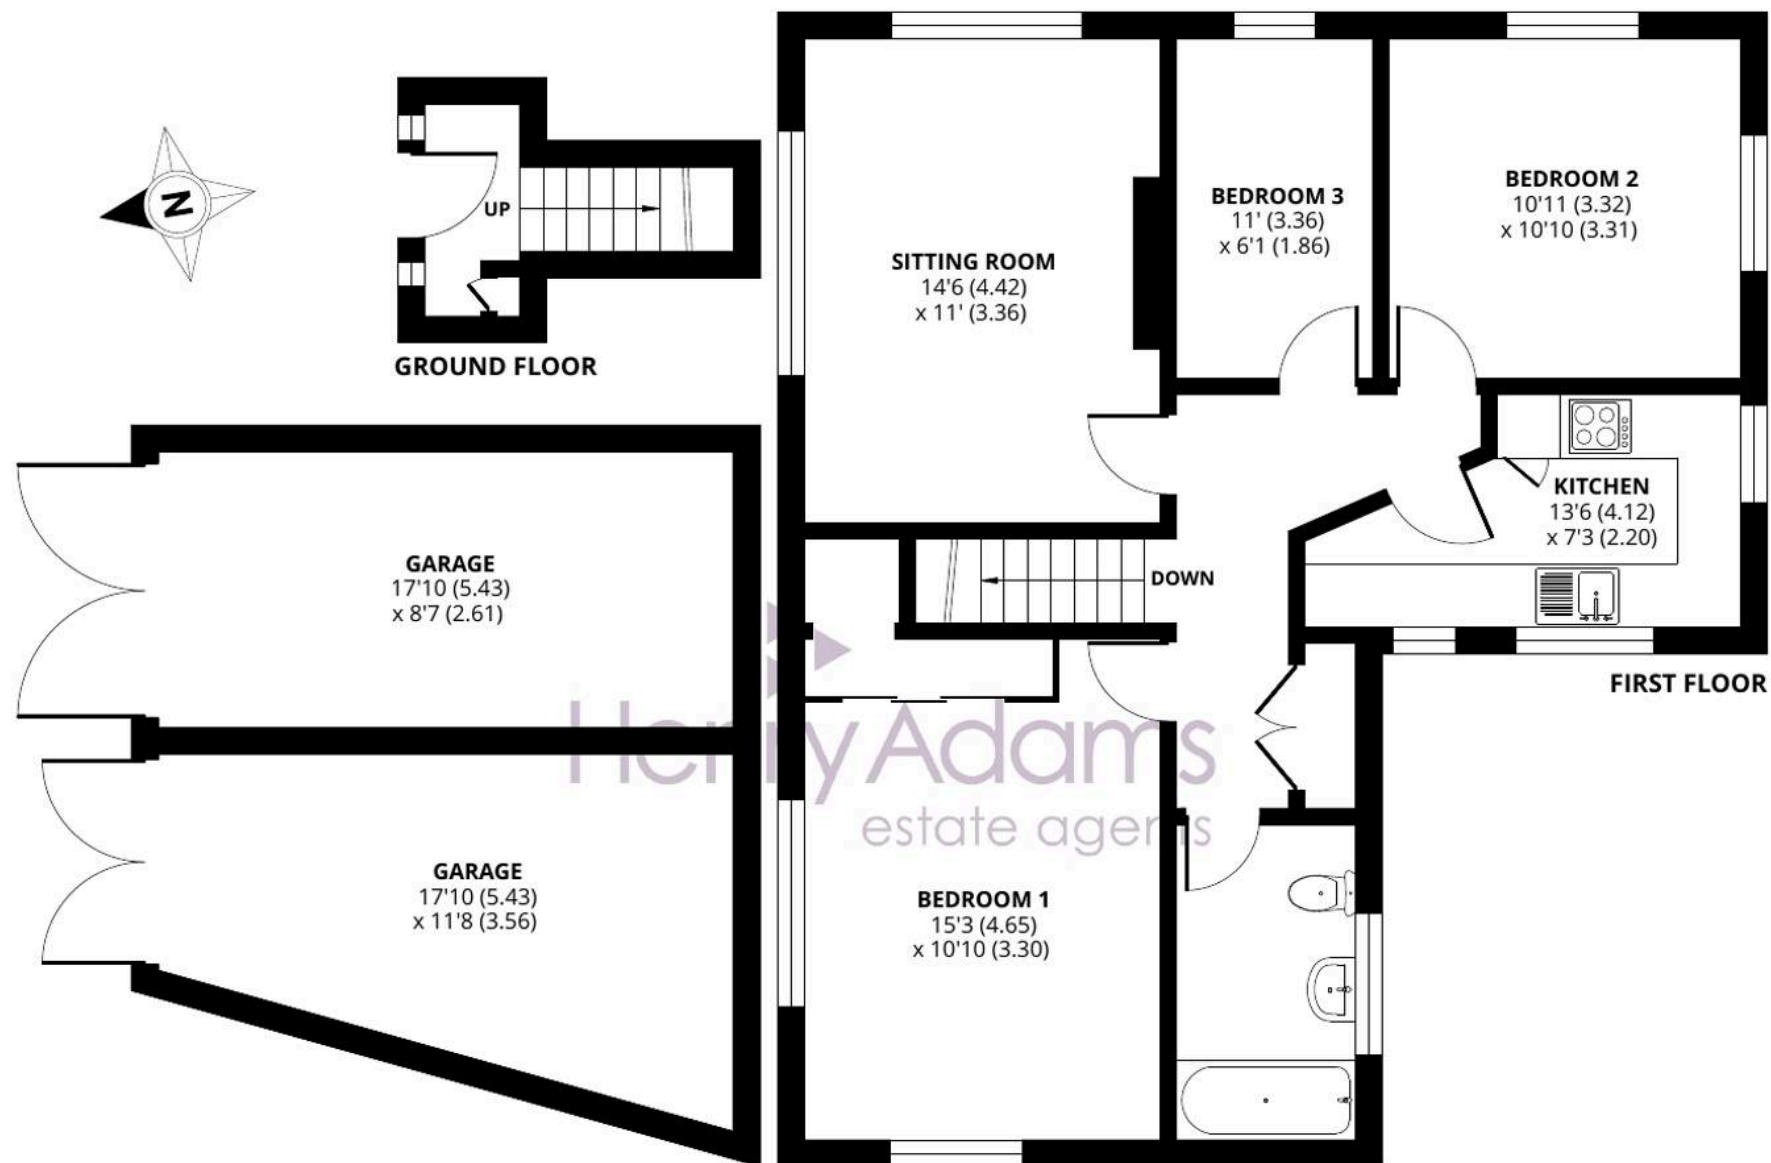 N
UP
GROUND FLOOR
SITTING ROOM
14'6 (4.42)
x 11' (3.36)
BEDROOM 3
11' (3.36)
x 6'1 (1.86)
BEDROOM 2
10'11 (3.32)
x 10'10 (3.31)
KITCHEN
13'6 (4.12)
x 7'3 (2.20)
DOWN
FIRST FLOOR
GARAGE
17'10 (5.43)
x 8'7 (2.61)
GARAGE
17'10 (5.43)
x 11'8 (3.56)
HenryAdams
estate agents
BEDROOM 1
15'3 (4.65)
x 10'10 (3.30)